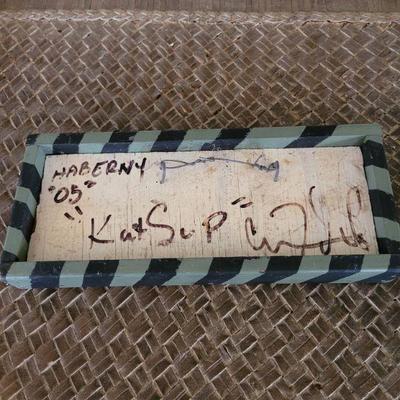 HABERNY
"05"
"KatSup"